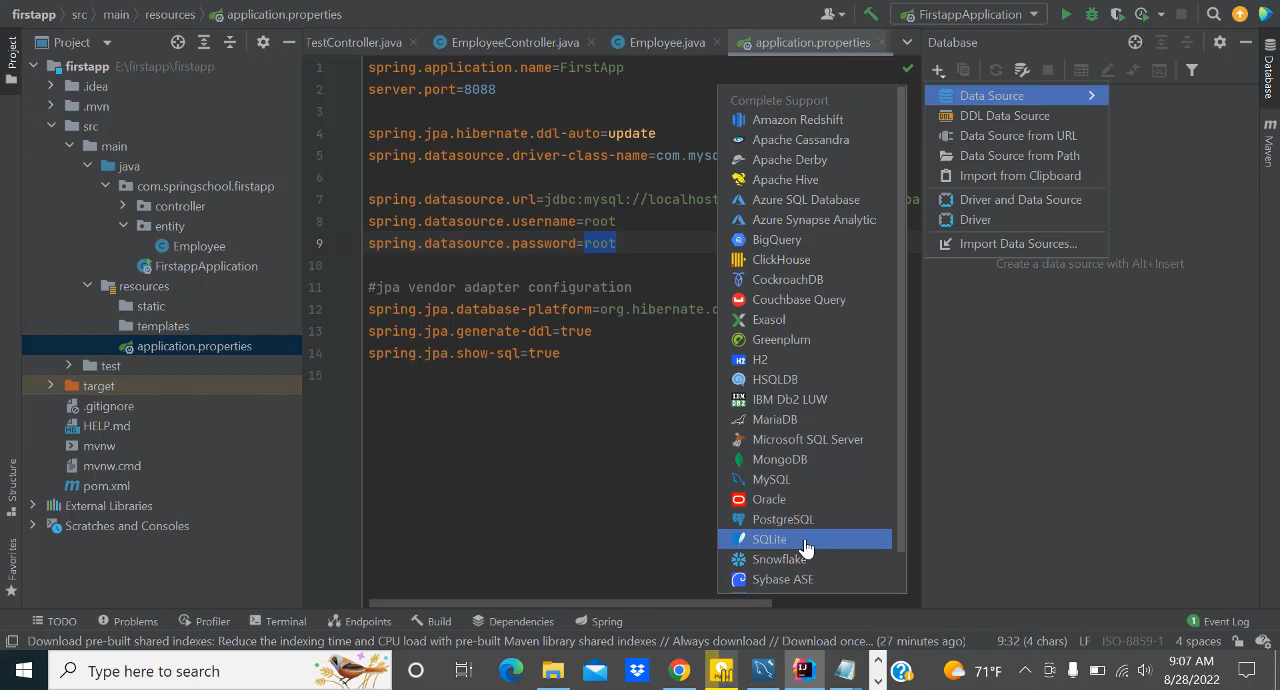 firstapp src main resources application.properties
FirstappApplication
Project
TestController.java
EmployeeController.java
Employee.java
application.properties
Database
firstapp E:\firstapp\firstapp
.idea
.mvn
src
main
java
com.springschool.firstapp
controller
entity
Employee
FirstappApplication
resources
static
templates
application.properties
test
target
.gitignore
HELP.md
mvnw
mvnw.cmd
pom.xml
External Libraries
Scratches and Consoles
Project
Structure
Favorites
1 spring.application.name=FirstApp
2 server.port=8088
3
4 spring.jpa.hibernate.ddl-auto=update
5 spring.datasource.driver-class-name=com.mysq
6
7 spring.datasource.url=jdbc:mysql://localhost
8 spring.datasource.username=root
9 spring.datasource.password=root
10
11 #jpa vendor adapter configuration
12 spring.jpa.database-platform=org.hibernate.d
13 spring.jpa.generate-ddl=true
14 spring.jpa.show-sql=true
15
Complete Support
Amazon Redshift
Apache Cassandra
Apache Derby
Apache Hive
Azure SQL Database
Azure Synapse Analytic
BigQuery
ClickHouse
CockroachDB
Couchbase Query
Exasol
Greenplum
H2
HSQLDB
IBM Db2 LUW
MariaDB
Microsoft SQL Server
MongoDB
MySQL
Oracle
PostgreSQL
SQLite
Snowflake
Sybase ASE
Data Source
DDL Data Source
Data Source from URL
Data Source from Path
Import from Clipboard
Driver and Data Source
Driver
Import Data Sources...
Create a data source with Alt+Insert
Database
Maven
TODO Problems Profiler Terminal Endpoints Build Dependencies Spring 1 Event Log
Download pre-built shared indexes: Reduce the indexing time and CPU load with pre-built Maven library shared indexes // Always download // Download once... (27 minutes ago) 9:32 (4 chars) LF ISO-8859-1 4 spaces
Type here to search
71°F
9:07 AM
8/28/2022